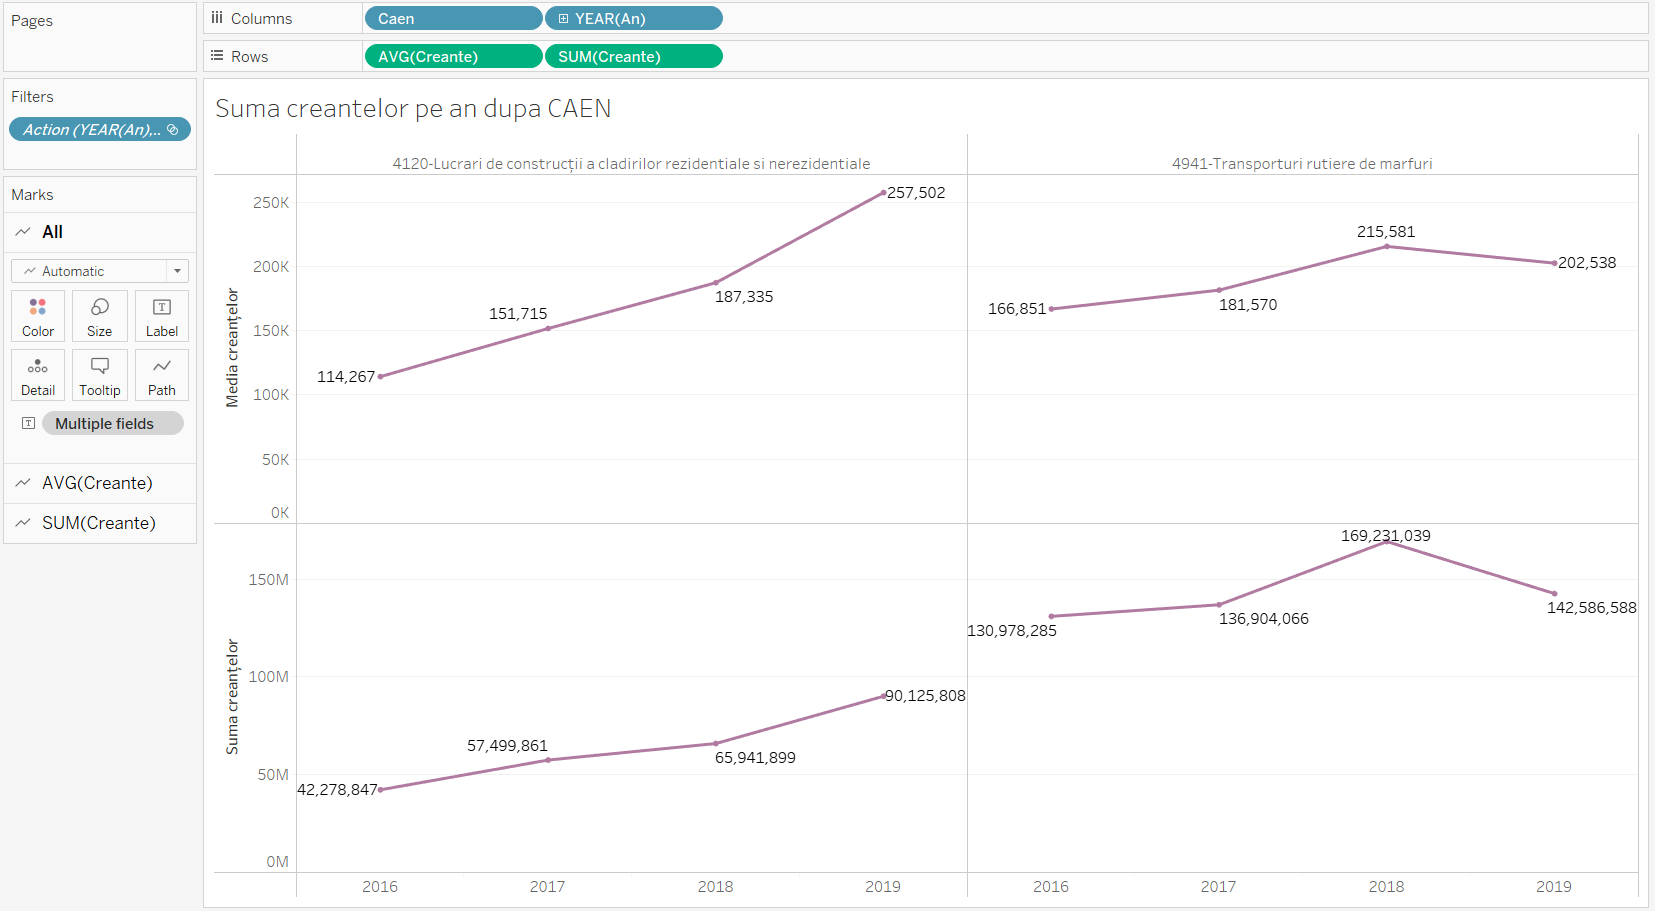 Pages
Columns
Caen
YEAR(An)
Rows
AVG(Creante)
SUM(Creante)
Filters
Action (YEAR(An),..
Marks
All
Automatic
Color
Size
Label
Detail
Tooltip
Path
Multiple fields
AVG(Creante)
SUM(Creante)
Suma creantelor pe an dupa CAEN
4120-Lucrari de construcții a cladirilor rezidentiale si nerezidentiale
4941-Transporturi rutiere de marfuri
Media creanțelor
250K
200K
150K
100K
50K
0K
114,267
151,715
187,335
257,502
166,851
181,570
215,581
202,538
Suma creanțelor
150M
100M
50M
0M
42,278,847
57,499,861
65,941,899
90,125,808
130,978,285
136,904,066
169,231,039
142,586,588
2016
2017
2018
2019
2016
2017
2018
2019